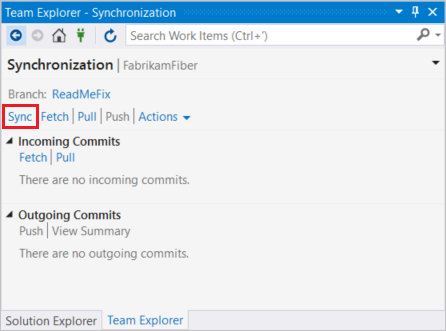 Team Explorer - Synchronization
Search Work Items (Ctrl+')
Synchronization | FabrikamFiber
Branch: ReadMeFix
Sync | Fetch | Pull | Push | Actions
Incoming Commits
Fetch | Pull
There are no incoming commits.
Outgoing Commits
Push | View Summary
There are no outgoing commits.
Solution Explorer Team Explorer